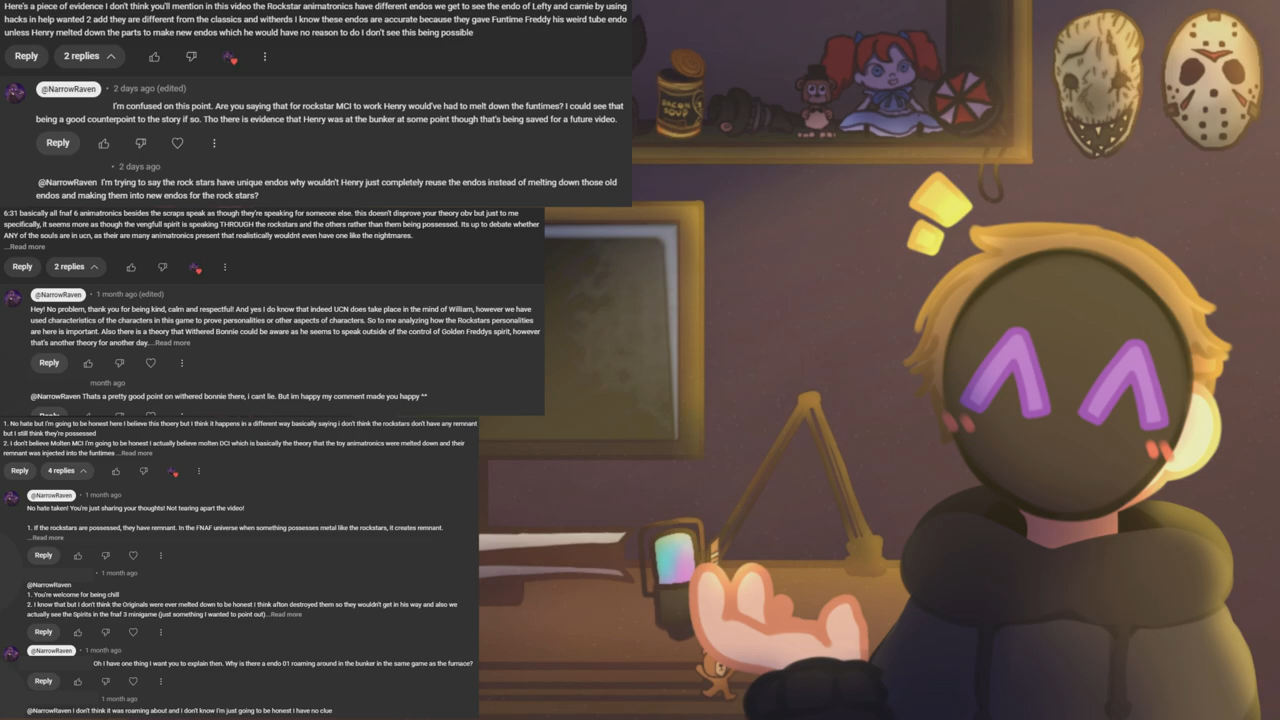 Here's a piece of evidence I don't think you'll mention in this video the Rockstar animatronics have different endos we get to see the endo of Lefty and carnie by using
hacks in help wanted 2 add they are different from the classics and witherds I know these endos are accurate because they gave Funtime Freddy his weird tube endo
unless Henry melted down the parts to make new endos which he would have no reason to do I don't see this being possible
Reply 2 replies
@NarrowRaven • 2 days ago (edited)
I'm confused on this point. Are you saying that for rockstar MCI to work Henry would've had to melt down the funtimes? I could see that
being a good counterpoint to the story if so. Tho there is evidence that Henry was at the bunker at some point though that's being saved for a future video.
Reply
• 2 days ago
@NarrowRaven I'm trying to say the rock stars have unique endos why wouldn't Henry just completely reuse the endos instead of melting down those old
endos and making them into new endos for the rock stars?
6:31 basically all fnaf 6 animatronics besides the scraps speak as though they're speaking for someone else. this doesn't disprove your teory obv but just to me
specifically, it seems more as though the vengfull spirit is speaking THROUGH the rockstars and the others rather than them being possessed. Its up to debate whether
ANY of the souls are in ucn, as their are many animatronics present that realistically wouldnt even have one like the nightmares.
...Read more
Reply 2 replies
@NarrowRaven • 1 month ago (edited)
Hey! No problem, thank you for being kind, calm and respectful! And yes I do know that indeed UCN does take place in the mind of William, however we have
used characteristics of the characters in this game to prove personalities or other aspects of characters. So to me analyzing how the Rockstars personalities
are here is important. Also there is a theory that Withered Bonnie could be aware as he seems to speak outside of the control of Golden Freddys spirit, however
that's another theory for another day....Read more
Reply
month ago
@NarrowRaven Thats a pretty good point on withered bonnie there, i cant lie. But im happy my comment made you happy ^^
1. No hate but I'm going to be honest here I believe this thoery but I think it happens in a different way basically saying i don't think the rockstars don't have any remnant
but I still think they're possessed
2. I don't believe Molten MCI I'm going to be honest I actually believe molten DCI which is basically the theory that the toy animatronics were melted down and their
remnant was injected into the funtimes ...Read more
Reply 4 replies
@NarrowRaven • 1 month ago
No hate taken! You're just sharing your thoughts! Not tearing apart the video!
1. If the rockstars are possessed, they have remnant. In the FNAF universe when something possesses metal like the rockstars, it creates remnant.
...Read more
Reply
• 1 month ago
@NarrowRaven
1. You're welcome for being chill
2. I know that but I don't think the Originals were ever melted down to be honest I think afton destroyed them so they wouldn't get in his way and also we
actually see the Spirits in the fnaf 3 minigame (just something I wanted to point out)...Read more
Reply
@NarrowRaven • 1 month ago
Oh I have one thing I want you to explain then. Why is there a endo 01 roaming around in the bunker in the same game as the furnace?
Reply
1 month ago
@NarrowRaven I don't think it was roaming about and I don't know I'm just going to be honest I have no clue
BACON
SOUP